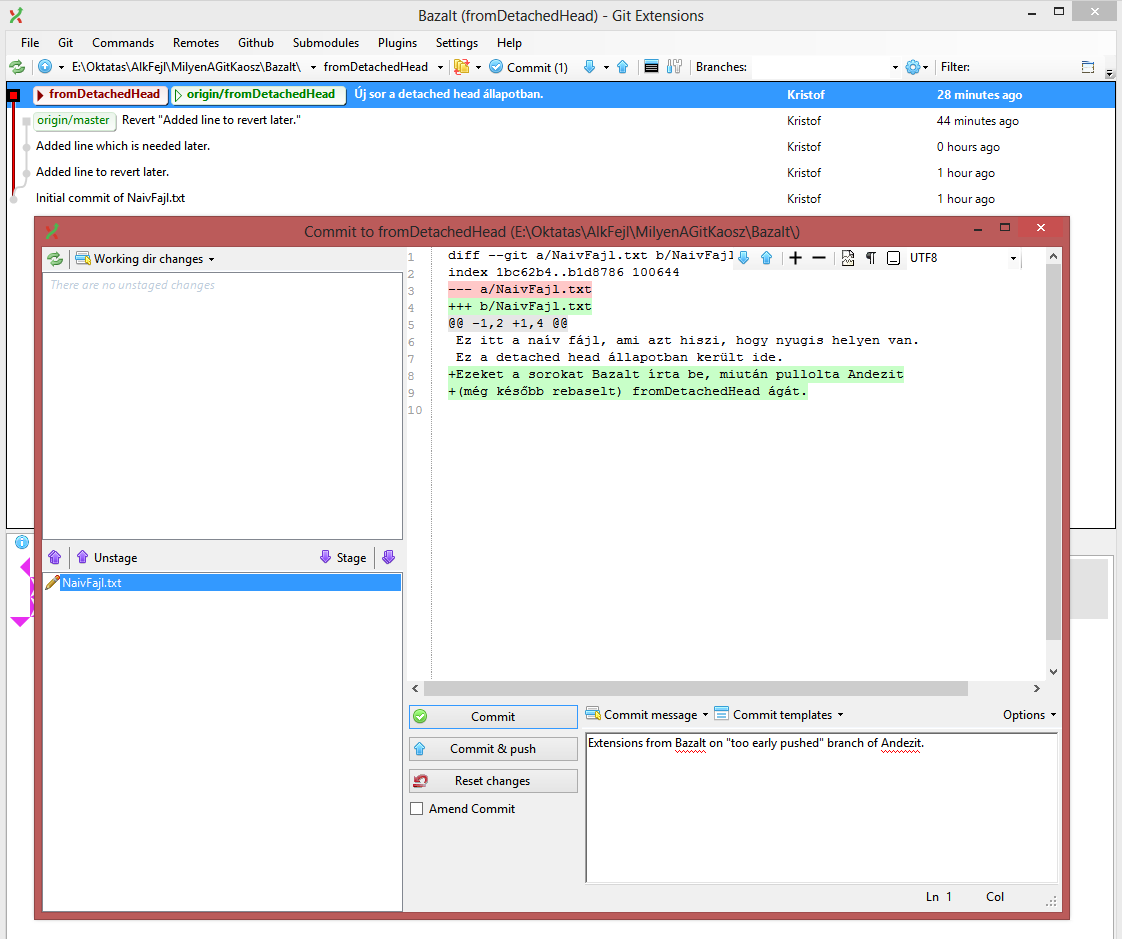 Bazalt (fromDetachedHead) - Git Extensions
File Git Commands Remotes Github Submodules Plugins Settings Help
E:\Oktatas\AlkFejl\MilyenAGitKaosz\Bazalt\ fromDetachedHead Commit (1) Branches: Filter:
fromDetachedHead origin/fromDetachedHead Új sor a detached head állapotban. Kristof 28 minutes ago
origin/master Revert "Added line to revert later." Kristof 44 minutes ago
Added line which is needed later. Kristof 0 hours ago
Added line to revert later. Kristof 1 hour ago
Initial commit of NaivFajl.txt Kristof 1 hour ago
Commit to fromDetachedHead (E:\Oktatas\AlkFejl\MilyenAGitKaosz\Bazalt\)
Working dir changes
There are no unstaged changes
UTF8
1 diff --git a/NaivFajl.txt b/NaivFajl
2 index 1bc62b4..b1d8786 100644
3 --- a/NaivFajl.txt
4 +++ b/NaivFajl.txt
5 @@ -1,2 +1,4 @@
6 Ez itt a naív fájl, ami azt hiszi, hogy nyugis helyen van.
7 Ez a detached head állapotban került ide.
8 +Ezeket a sorokat Bazalt írta be, miután pullolta Andezit
9 +(még később rebaselt) fromDetachedHead ágát.
10
Unstage Stage
NaivFajl.txt
Commit
Commit & push
Reset changes
Amend Commit
Commit message Commit templates Options
Extensions from Bazalt on "too early pushed" branch of Andezit.
Ln 1 Col